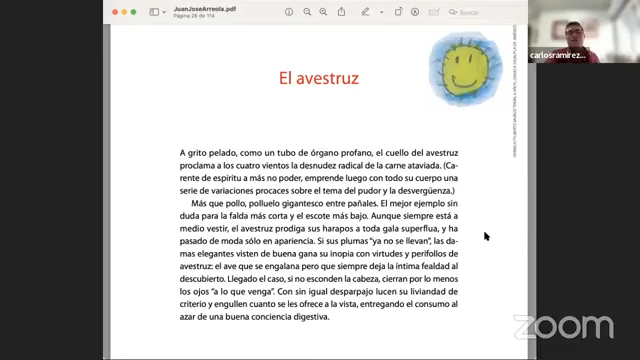 JuanJoseArreola.pdf
Página 28 de 114
Buscar
carlosramirez...
El avestruz
A grito pelado, como un tubo de órgano profano, el cuello del avestruz
proclama a los cuatro vientos la desnudez radical de la carne ataviada. (Ca-
rente de espíritu a más no poder, emprende luego con todo su cuerpo una
serie de variaciones procaces sobre el tema del pudor y la desvergüenza.)
Más que pollo, polluelo gigantesco entre pañales. El mejor ejemplo sin
duda para la falda más corta y el escote más bajo. Aunque siempre está a
medio vestir, el avestruz prodiga sus harapos a toda gala superflua, y ha
pasado de moda sólo en apariencia. Si sus plumas "ya no se llevan", las da-
mas elegantes visten de buena gana su inopia con virtudes y perifollos de
avestruz: el ave que se engalana pero que siempre deja la íntima fealdad al
descubierto. Llegado el caso, si no esconden la cabeza, cierran por lo menos
los ojos "a lo que venga". Con sin igual desparpajo lucen su liviandad de
criterio y engullen cuanto se les ofrece a la vista, entregando el consumo al
azar de una buena conciencia digestiva.
zoom